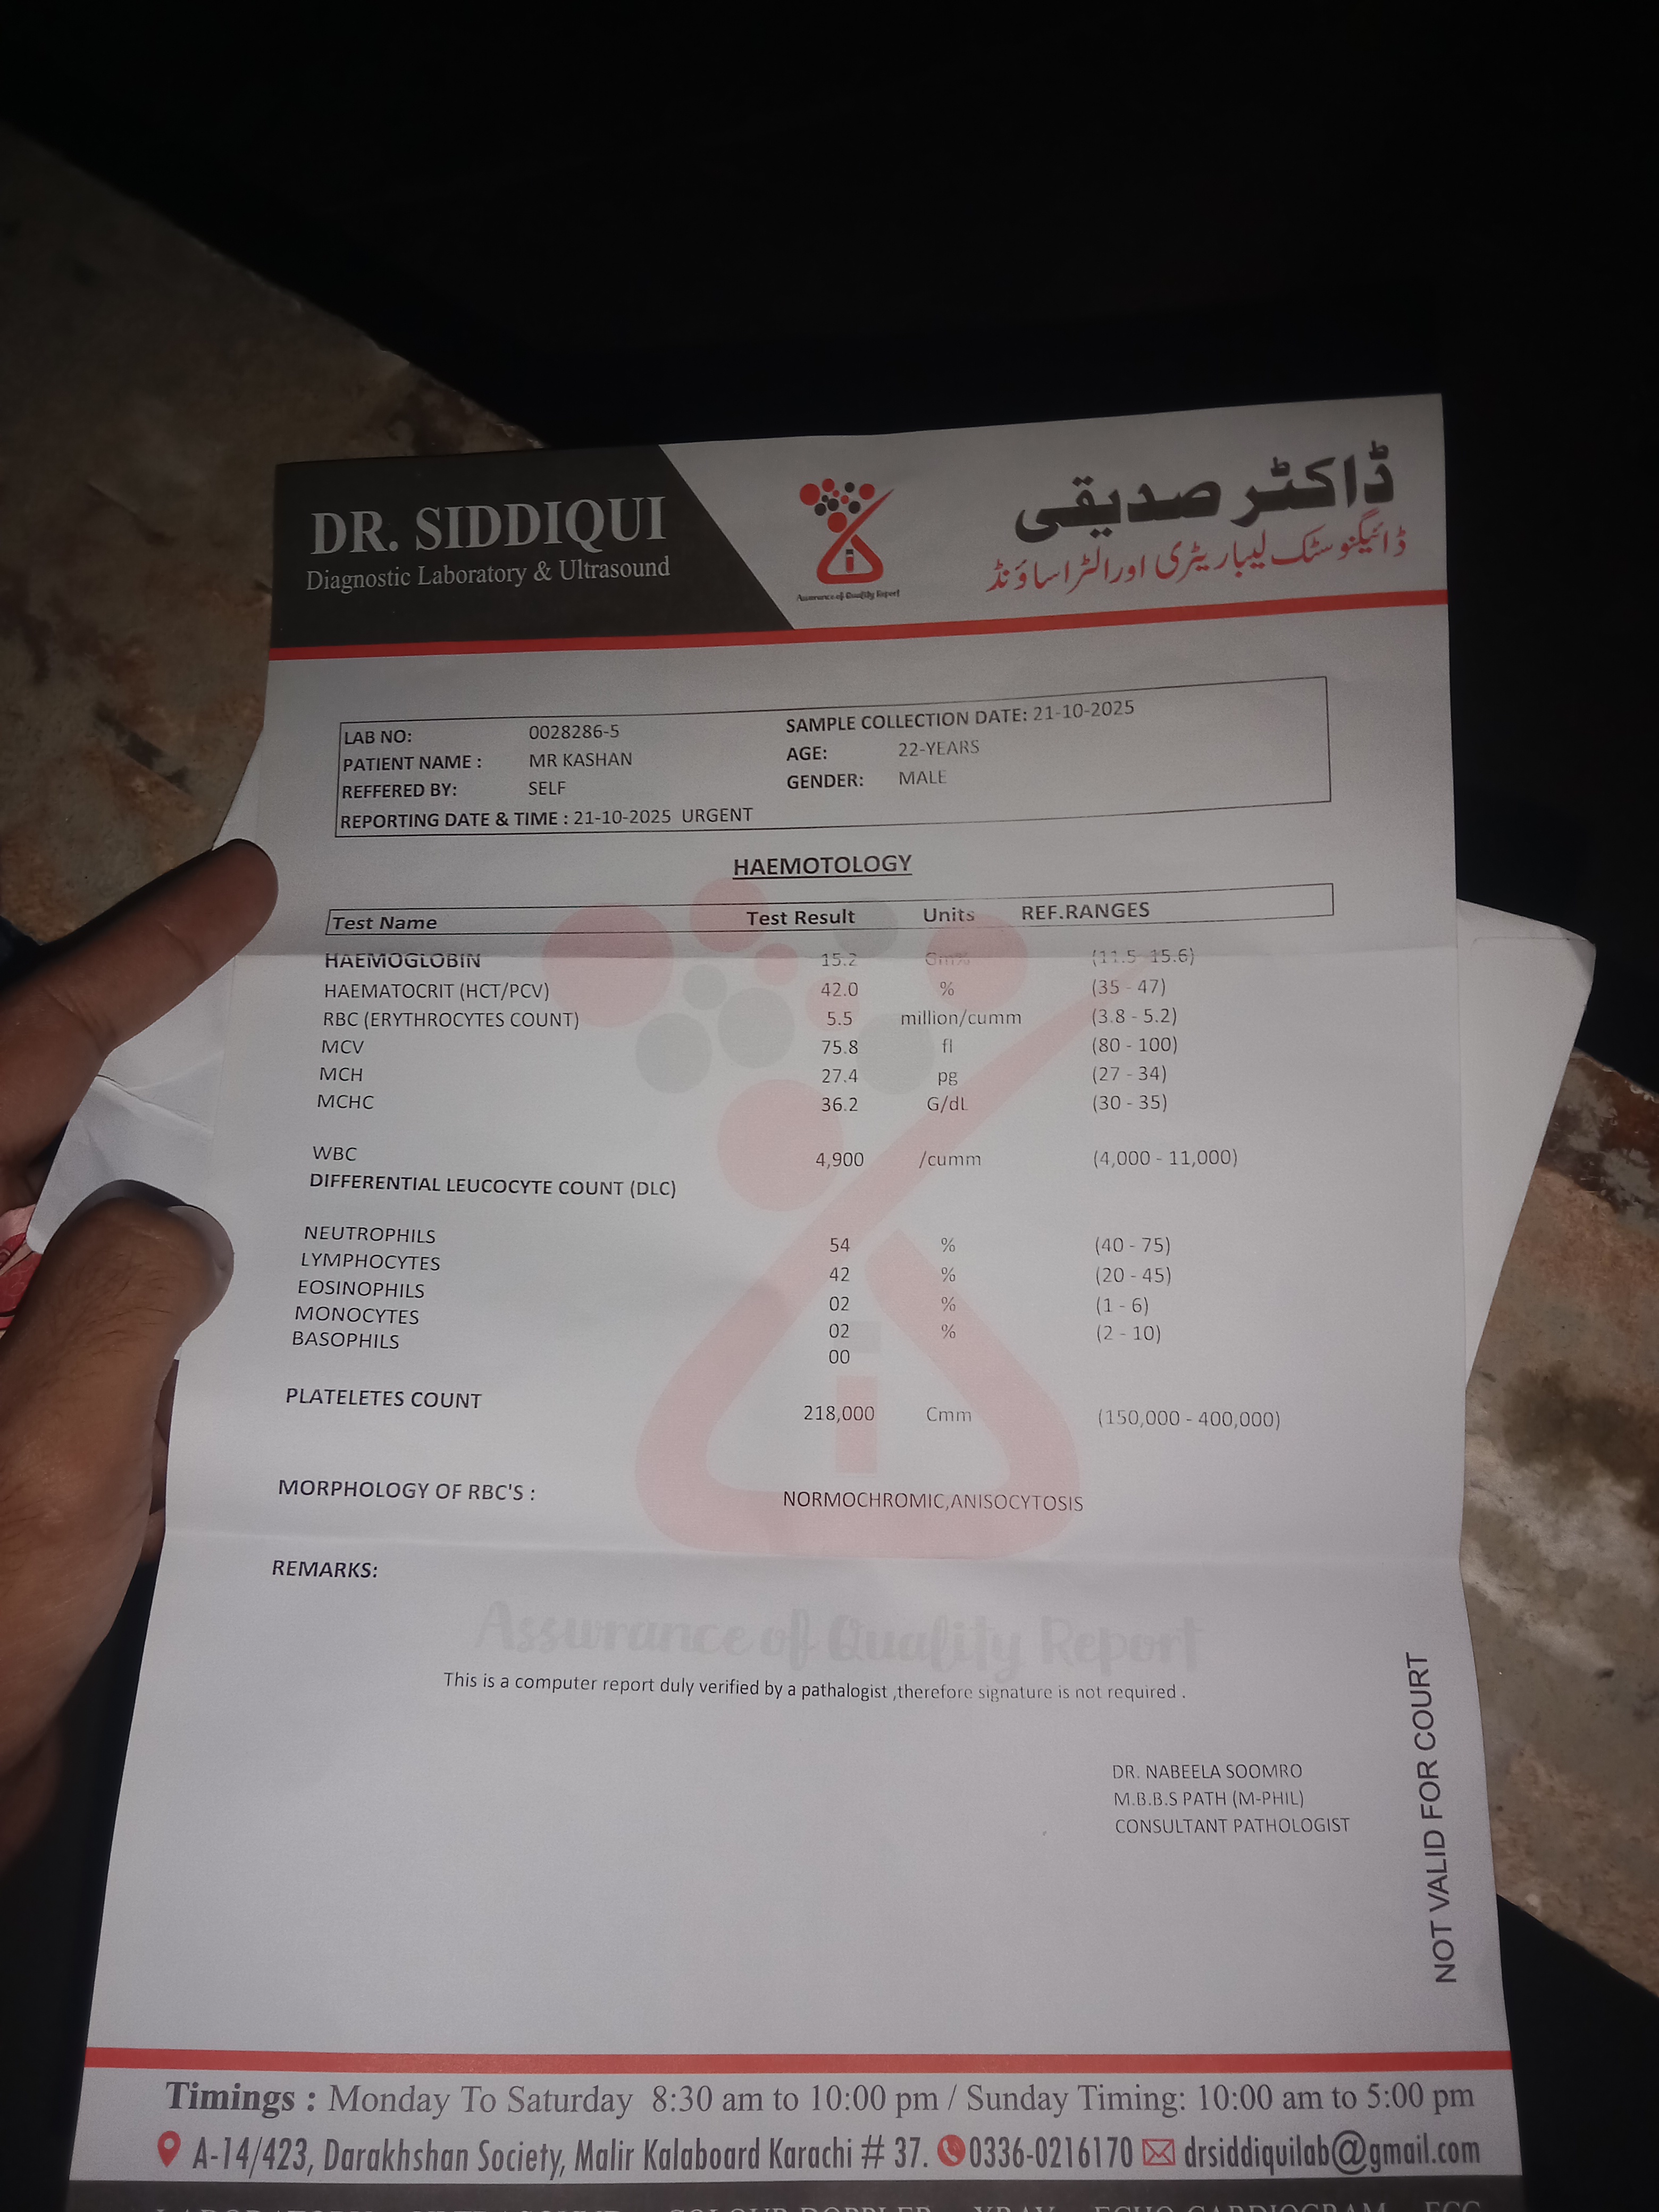 DR. SIDDIQUI
Diagnostic Laboratory & Ultrasound
Assurance of Quality Report
ڈاکٹر صدیقی
ڈائیگنوسٹک لیباریٹری اور الٹراساؤنڈ
LAB NO: 0028286-5 SAMPLE COLLECTION DATE: 21-10-2025
PATIENT NAME : MR KASHAN AGE: 22-YEARS
REFFERED BY: SELF GENDER: MALE
REPORTING DATE & TIME : 21-10-2025 URGENT
HAEMOTOLOGY
Test Name Test Result Units REF.RANGES
HAEMOGLOBIN 15.2 Gm% (11.5 15.6)
HAEMATOCRIT (HCT/PCV) 42.0 % (35 - 47)
RBC (ERYTHROCYTES COUNT) 5.5 million/cumm (3.8 - 5.2)
MCV 75.8 fl (80 - 100)
MCH 27.4 pg (27 - 34)
MCHC 36.2 G/dL (30 - 35)
WBC 4,900 /cumm (4,000 - 11,000)
DIFFERENTIAL LEUCOCYTE COUNT (DLC)
NEUTROPHILS 54 % (40 - 75)
LYMPHOCYTES 42 % (20 - 45)
EOSINOPHILS 02 % (1 - 6)
MONOCYTES 02 % (2 - 10)
BASOPHILS 00
PLATELETES COUNT 218,000 Cmm (150,000 - 400,000)
MORPHOLOGY OF RBC'S : NORMOCHROMIC,ANISOCYTOSIS
REMARKS:
Assurance of Quality Report
This is a computer report duly verified by a pathalogist ,therefore signature is not required .
DR. NABEELA SOOMRO
M.B.B.S PATH (M-PHIL)
CONSULTANT PATHOLOGIST
NOT VALID FOR COURT
Timings : Monday To Saturday 8:30 am to 10:00 pm / Sunday Timing: 10:00 am to 5:00 pm
A-14/423, Darakhshan Society, Malir Kalaboard Karachi # 37. 0336-0216170 drsiddiquilab@gmail.com